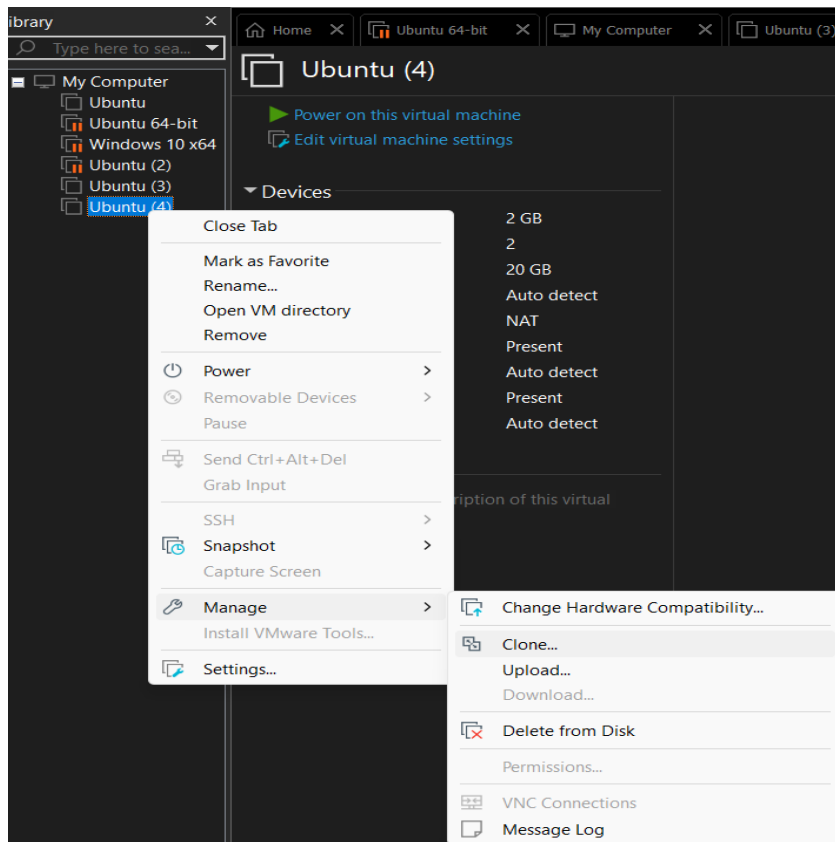 ibrary ×
Type here to sea...
My Computer
Ubuntu
Ubuntu 64-bit
Windows 10 x64
Ubuntu (2)
Ubuntu (3)
Ubuntu (4)
Home
Ubuntu 64-bit
My Computer
Ubuntu (3)
Ubuntu (4)
Power on this virtual machine
Edit virtual machine settings
Devices
2 GB
2
20 GB
Auto detect
NAT
Present
Auto detect
Present
Auto detect
ription of this virtual
Close Tab
Mark as Favorite
Rename...
Open VM directory
Remove
Power
Removable Devices
Pause
Send Ctrl+Alt+Del
Grab Input
SSH
Snapshot
Capture Screen
Manage
Install VMware Tools...
Settings...
Change Hardware Compatibility...
Clone...
Upload...
Download...
Delete from Disk
Permissions...
VNC Connections
Message Log